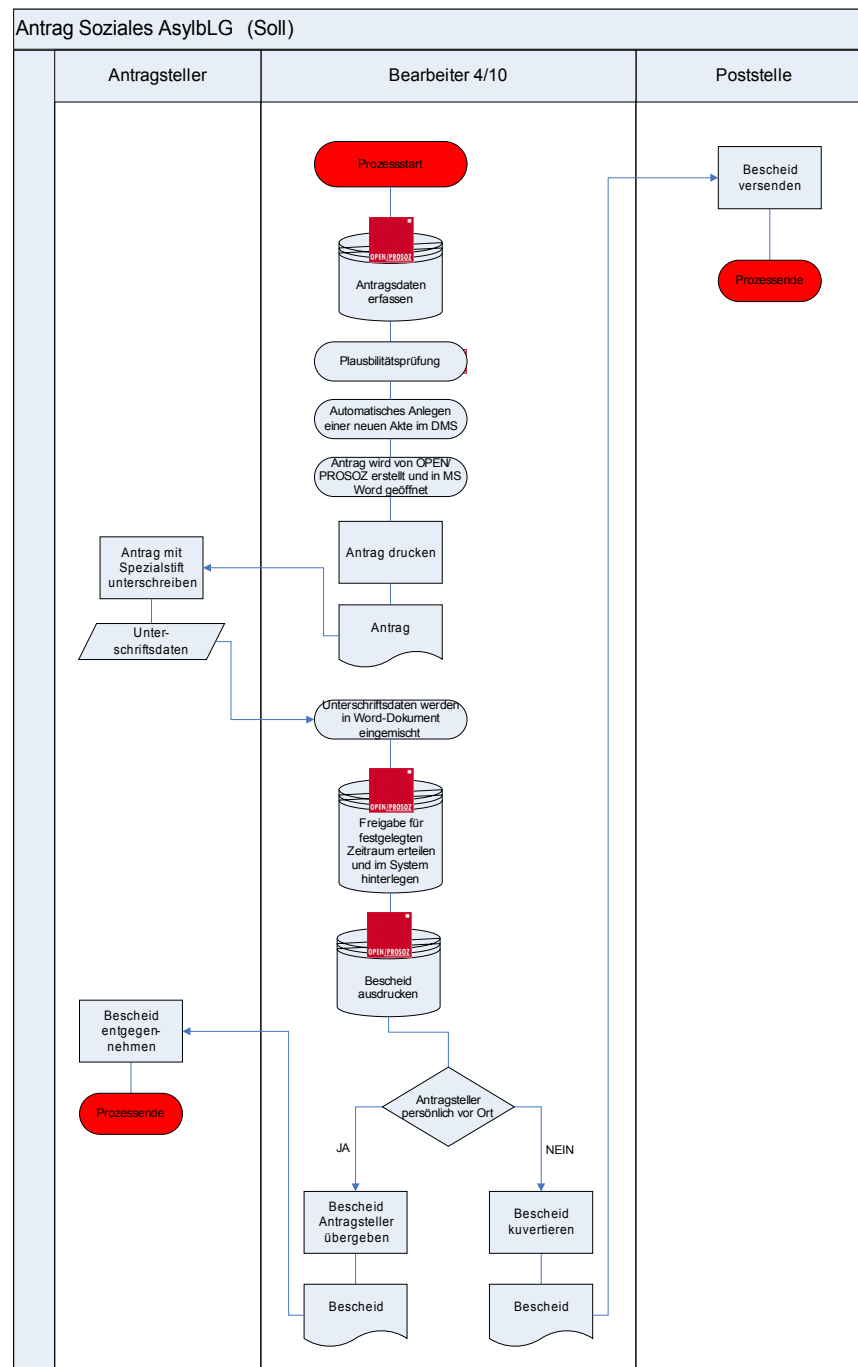 Antrag Soziales AsylbLG (Soll)
Antragsteller
Bearbeiter 4/10
Poststelle
Prozessstart
OPEN/PROSOZ
Antragsdaten
erfassen
Plausbilitätsprüfung
Automatisches Anlegen
einer neuen Akte im DMS
Antrag wird von OPEN/
PROSOZ erstellt und in MS
Word geöffnet
Antrag drucken
Antrag
Antrag mit
Spezialstift
unterschreiben
Unter-
schriftsdaten
Unterschriftsdaten werden
in Word-Dokument
eingemischt
OPEN/PROSOZ
Freigabe für
festgelegten
Zeitraum erteilen
und im System
hinterlegen
OPEN/PROSOZ
Bescheid
ausdrucken
Antragsteller
persönlich vor Ort
JA
NEIN
Bescheid
Antragsteller
übergeben
Bescheid
Bescheid
entgegen-
nehmen
Prozessende
Bescheid
kuvertieren
Bescheid
Bescheid
versenden
Prozessende